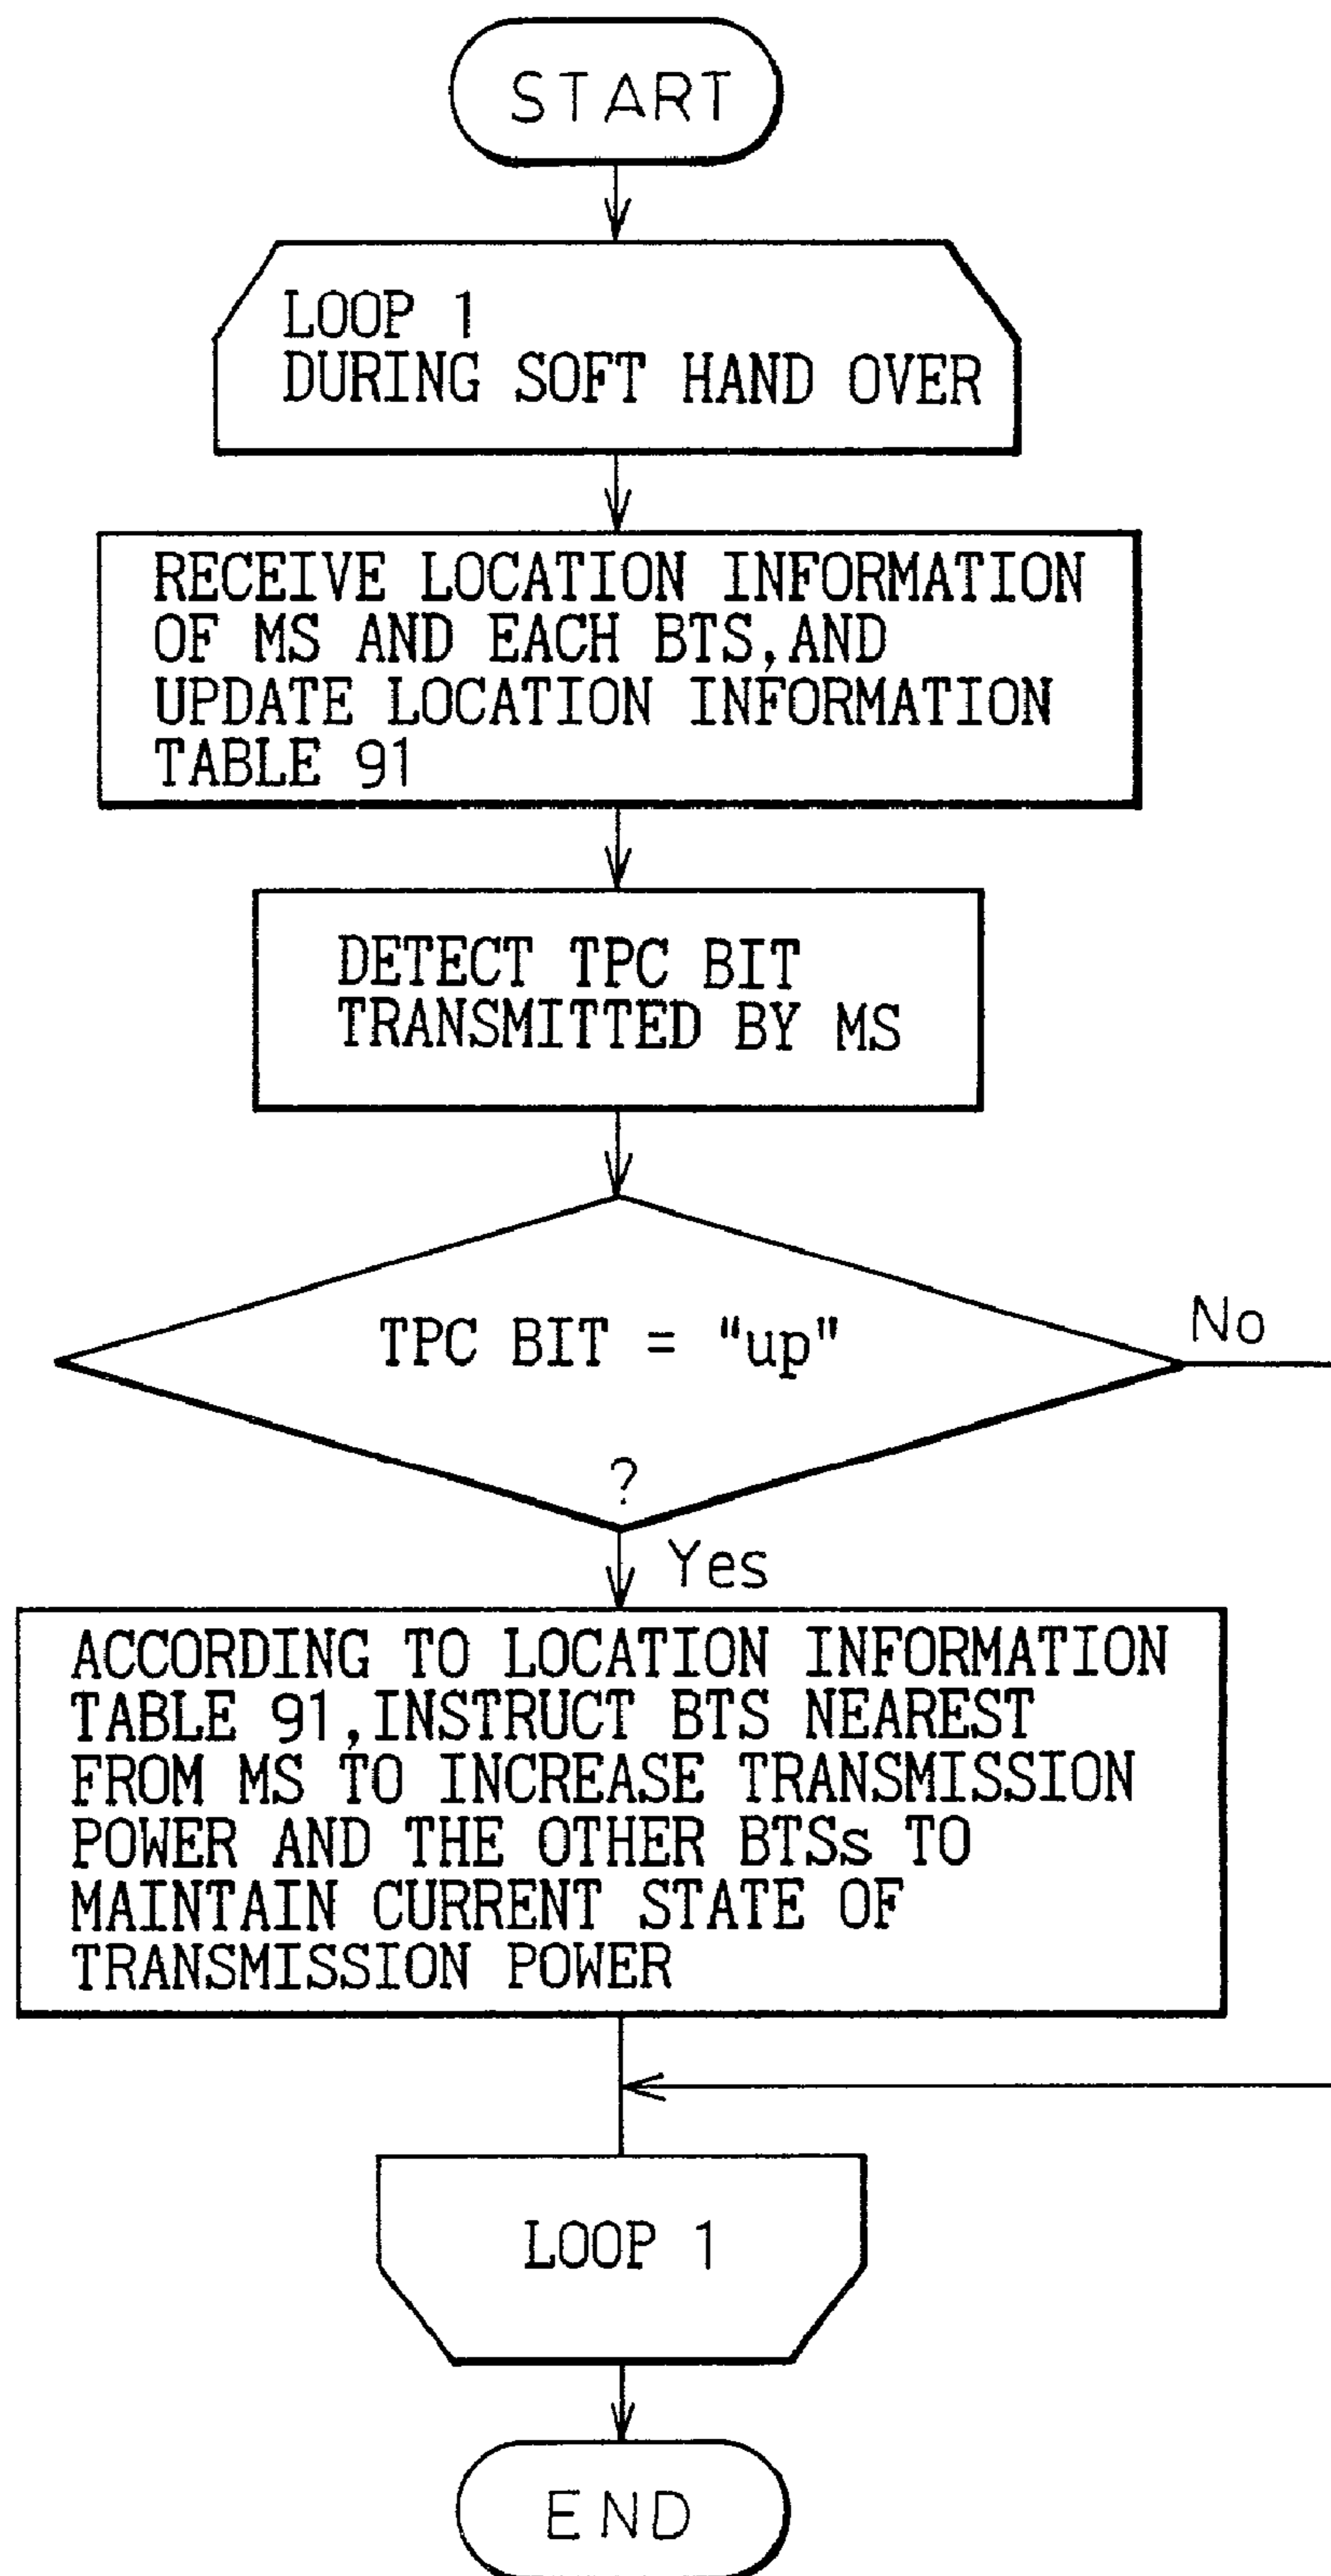 START
LOOP 1
DURING SOFT HAND OVER
RECEIVE LOCATION INFORMATION
OF MS AND EACH BTS,AND
UPDATE LOCATION INFORMATION
TABLE 91
DETECT TPC BIT
TRANSMITTED BY MS
TPC BIT = "up"
No
?
Yes
ACCORDING TO LOCATION INFORMATION
TABLE 91,INSTRUCT BTS NEAREST
FROM MS TO INCREASE TRANSMISSION
POWER AND THE OTHER BTSs TO
MAINTAIN CURRENT STATE OF
TRANSMISSION POWER
LOOP 1
END